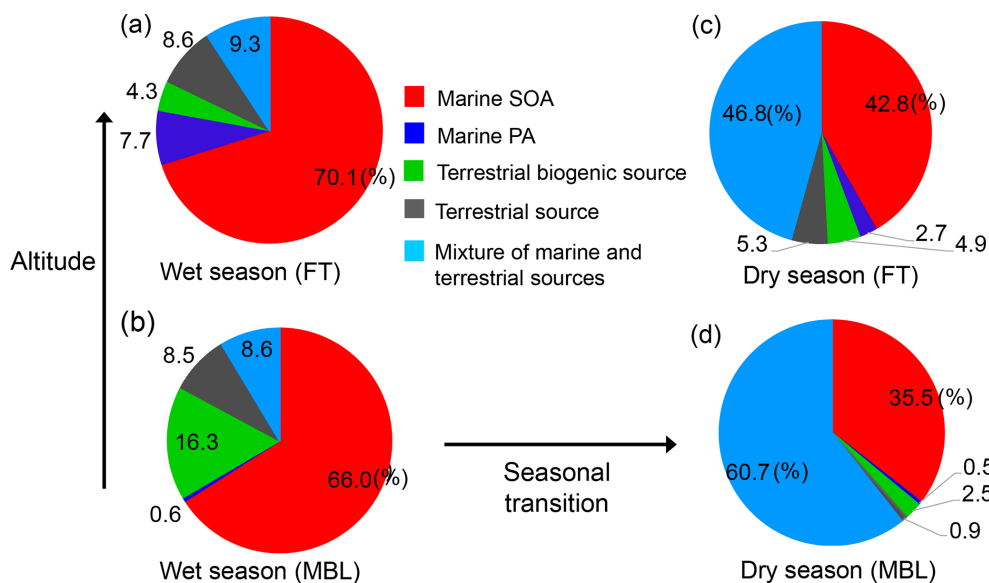 (a)
8.6
9.3
4.3
7.7
70.1(%)
Wet season (FT)
Marine SOA
Marine PA
Terrestrial biogenic source
Terrestrial source
Mixture of marine and
terrestrial sources
(c)
46.8(%)
42.8(%)
5.3
2.7
4.9
Dry season (FT)
Altitude
(b)
8.5
8.6
16.3
66.0(%)
0.6
Wet season (MBL)
Seasonal
transition
(d)
35.5(%)
60.7(%)
0.5
2.5
0.9
Dry season (MBL)